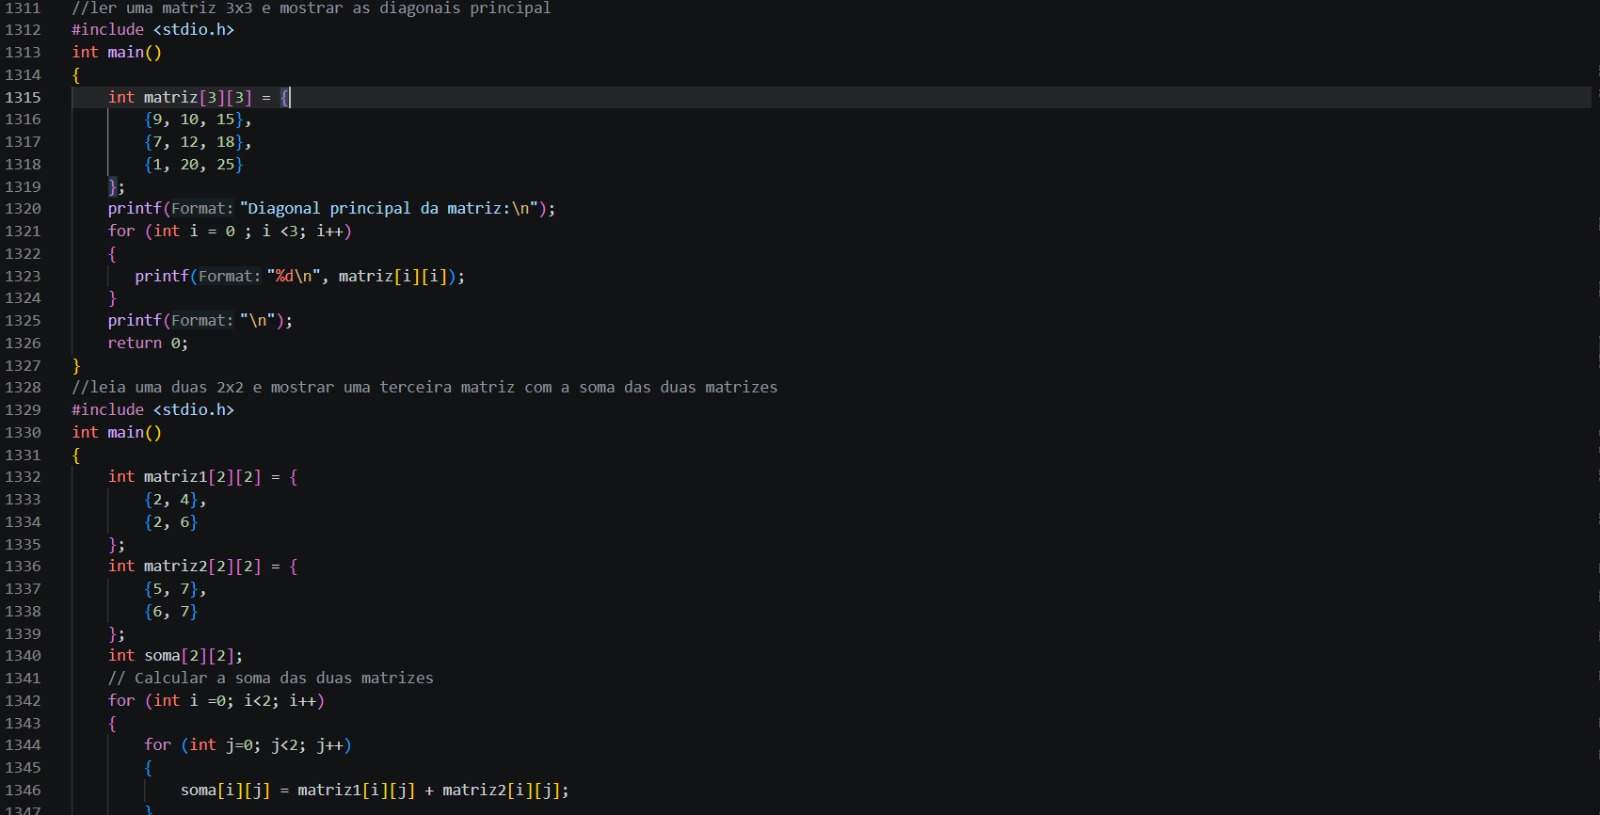 1311 //ler uma matriz 3x3 e mostrar as diagonais principal
1312 #include <stdio.h>
1313 int main()
1314 {
1315     int matriz[3][3] = {
1316         {9, 10, 15},
1317         {7, 12, 18},
1318         {1, 20, 25}
1319     };
1320     printf(Format: "Diagonal principal da matriz:\n");
1321     for (int i = 0 ; i <3; i++)
1322     {
1323        printf(Format: "%d\n", matriz[i][i]);
1324     }
1325     printf(Format: "\n");
1326     return 0;
1327 }
1328 //leia uma duas 2x2 e mostrar uma terceira matriz com a soma das duas matrizes
1329 #include <stdio.h>
1330 int main()
1331 {
1332     int matriz1[2][2] = {
1333         {2, 4},
1334         {2, 6}
1335     };
1336     int matriz2[2][2] = {
1337         {5, 7},
1338         {6, 7}
1339     };
1340     int soma[2][2];
1341     // Calcular a soma das duas matrizes
1342     for (int i =0; i<2; i++)
1343     {
1344         for (int j=0; j<2; j++)
1345         {
1346             soma[i][j] = matriz1[i][j] + matriz2[i][j];
1347         }